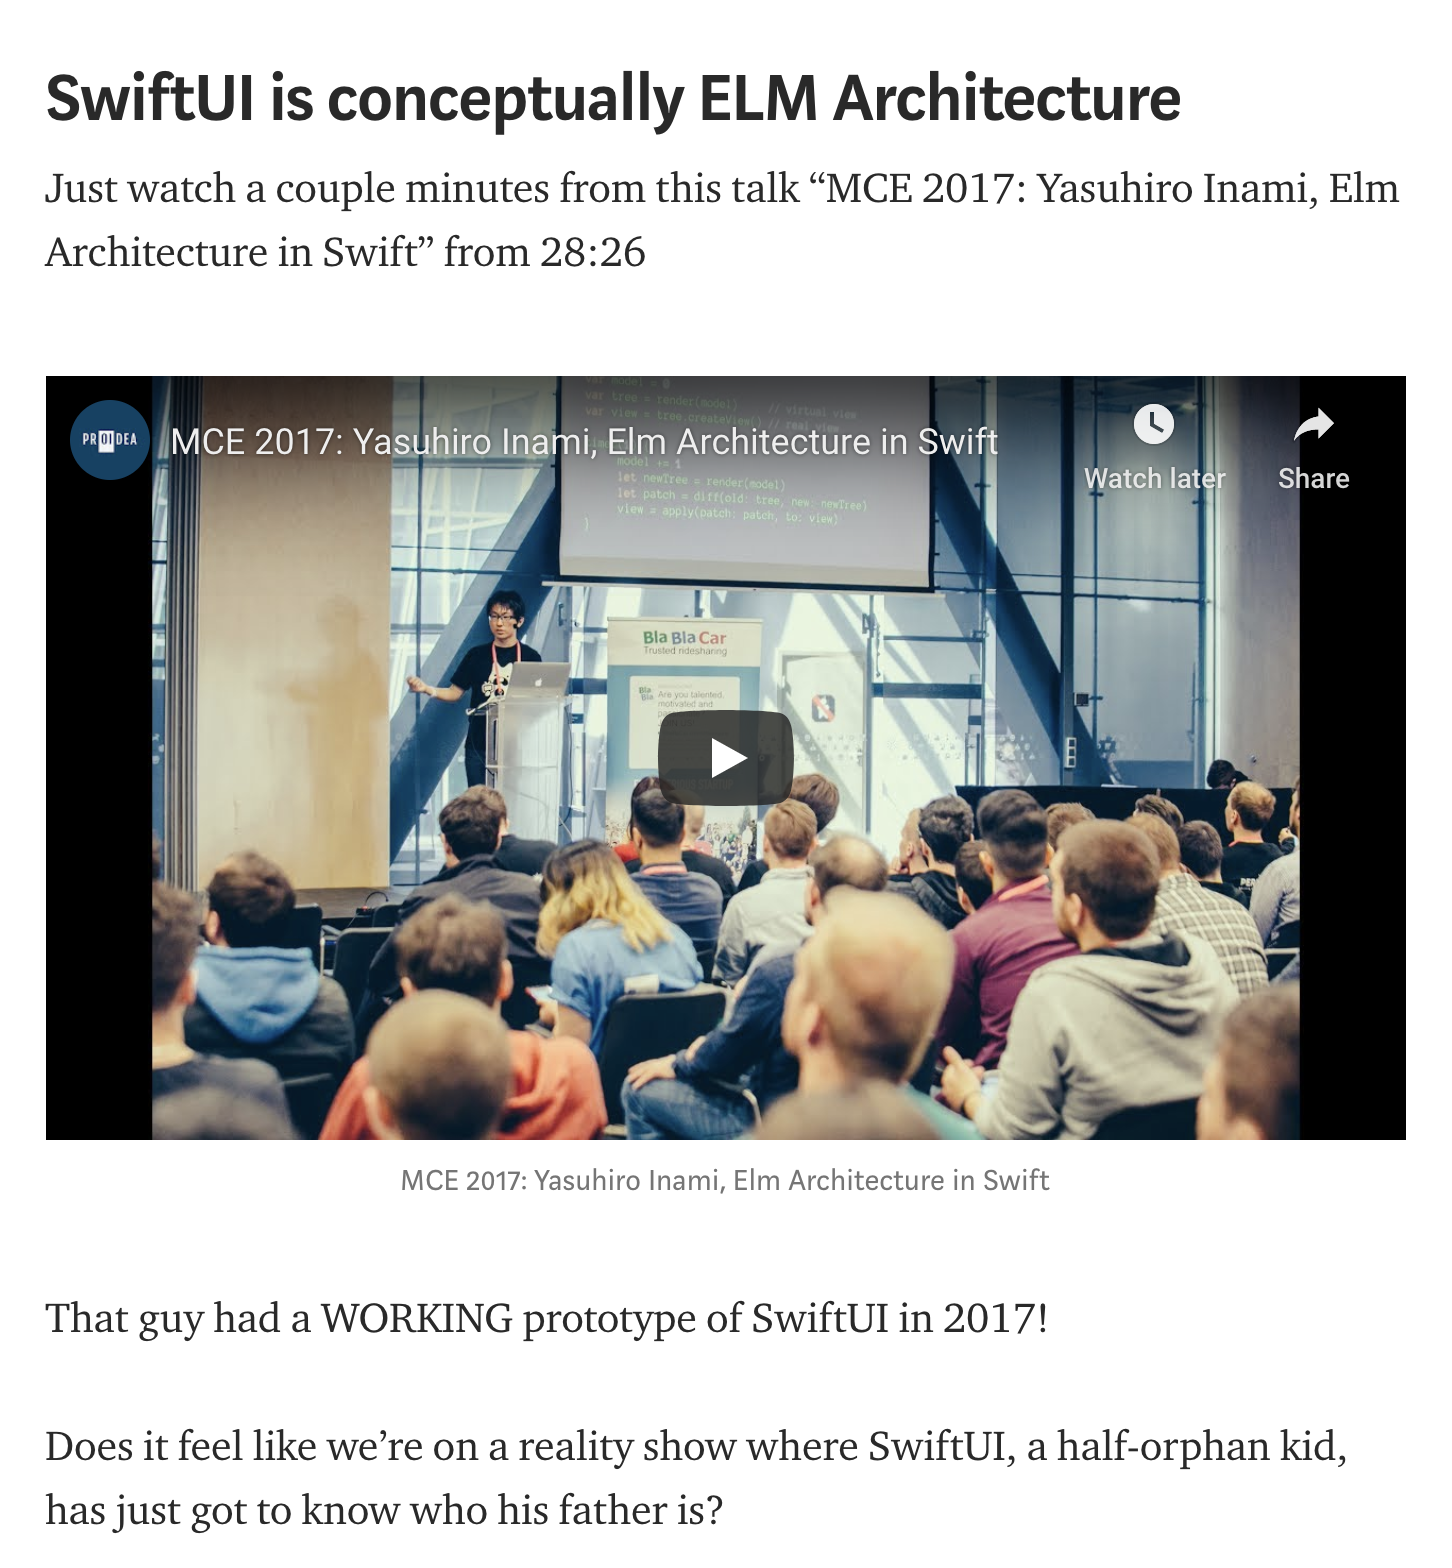 SwiftUI is conceptually ELM Architecture
Just watch a couple minutes from this talk “MCE 2017: Yasuhiro Inami, Elm
Architecture in Swift” from 28:26
var model = 0
var tree = render(model) // virtual view
var view = tree.createView() // real view
PROIDEA
MCE 2017: Yasuhiro Inami, Elm Architecture in Swift
Watch later
Share
model += 1
let newTree = render(model)
let patch = diff(old: tree, new: newTree)
view = apply(patch: patch, to: view)
}
Bla Bla Car
Trusted ridesharing
Bla
Bla
Are you talented,
motivated and
MCE 2017: Yasuhiro Inami, Elm Architecture in Swift
That guy had a WORKING prototype of SwiftUI in 2017!
Does it feel like we’re on a reality show where SwiftUI, a half-orphan kid,
has just got to know who his father is?